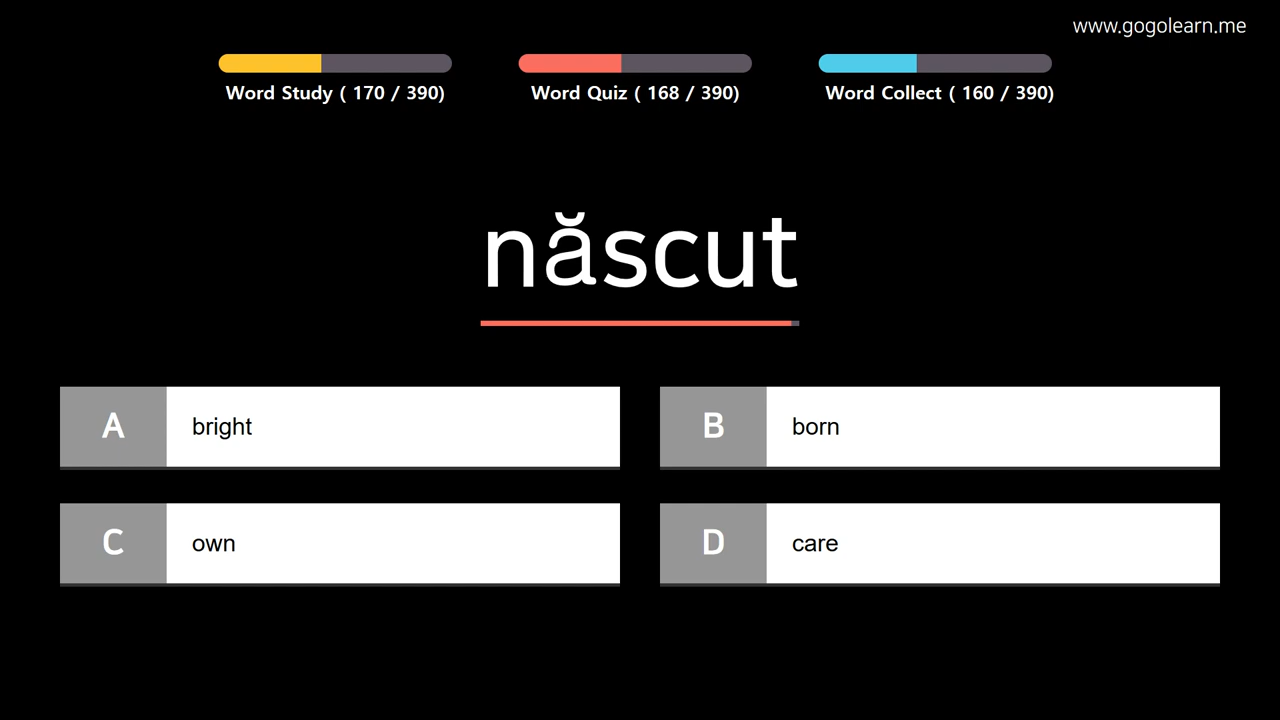 www.gogolearn.me
Word Study ( 170 / 390)
Word Quiz ( 168 / 390)
Word Collect ( 160 / 390)
născut
A bright
B born
C own
D care